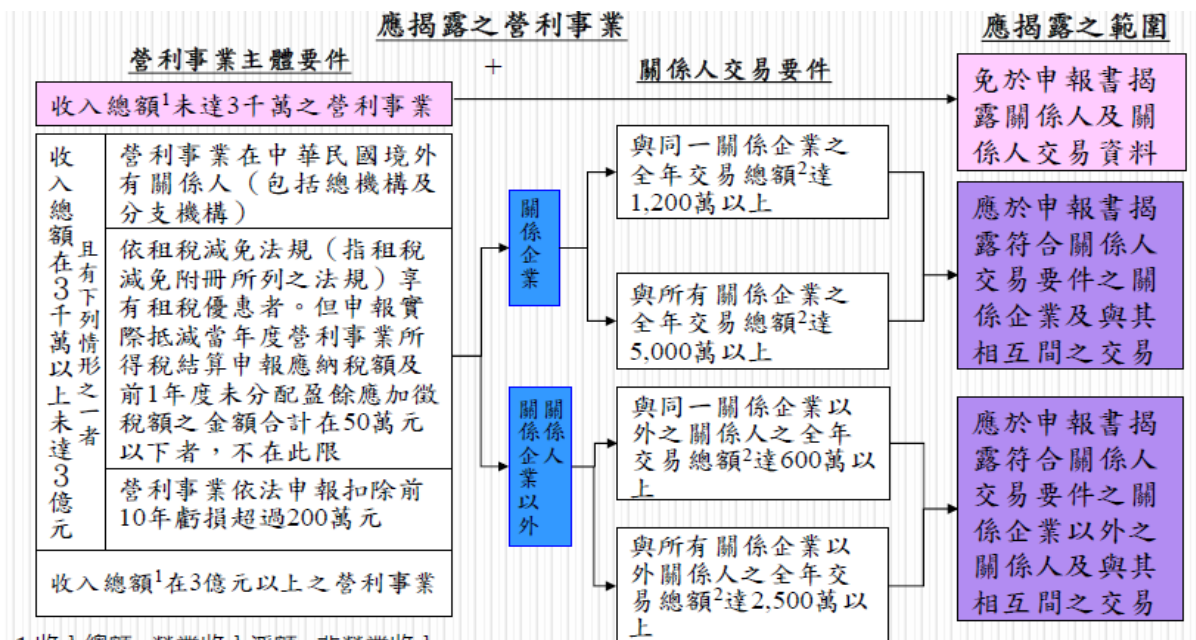 應揭露之營利事業
應揭露之範圍
營利事業主體要件
+
關係人交易要件
收入總額1未達3千萬之營利事業
免於申報書揭
露關係人及關
係人交易資料
收入總額在3千萬以上未達3億元
且有下列情形之一者
營利事業在中華民國境外
有關係人（包括總機構及
分支機構）
依租稅減免法規（指租稅
減免附冊所列之法規）享
有租稅優惠者。但申報實
際抵減當年度營利事業所
得稅結算申報應納稅額及
前1年度未分配盈餘應加徵
稅額之金額合計在50萬元
以下者，不在此限
營利事業依法申報扣除前
10年虧損超過200萬元
收入總額1在3億元以上之營利事業
關係企業
與同一關係企業之
全年交易總額2達
1,200萬以上
與所有關係企業之
全年交易總額2達
5,000萬以上
應於申報書揭
露符合關係人
交易要件之關
係企業及與其
相互間之交易
關係企業以外
關係人
與同一關係企業以
外之關係人之全年
交易總額2達600萬以
上
與所有關係企業以
外關係人之全年交
易總額2達2,500萬以
上
應於申報書揭
露符合關係人
交易要件之關
係企業以外之
關係人及與其
相互間之交易